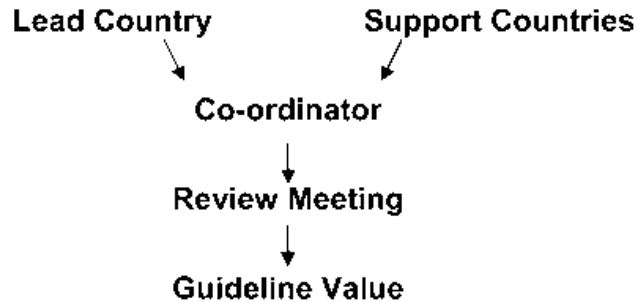 Lead Country Support Countries
Co-ordinator
Review Meeting
Guideline Value